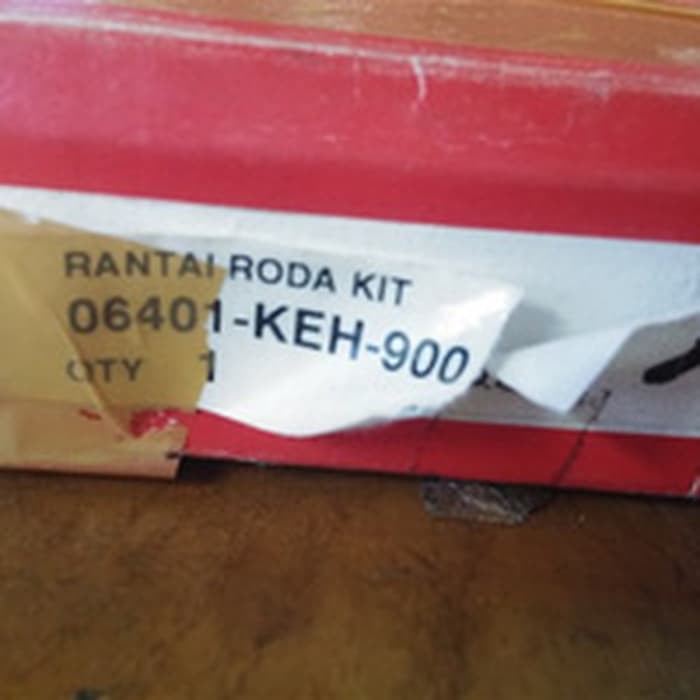 RANTAI RODA KIT
06401-KEH-900
QTY 1